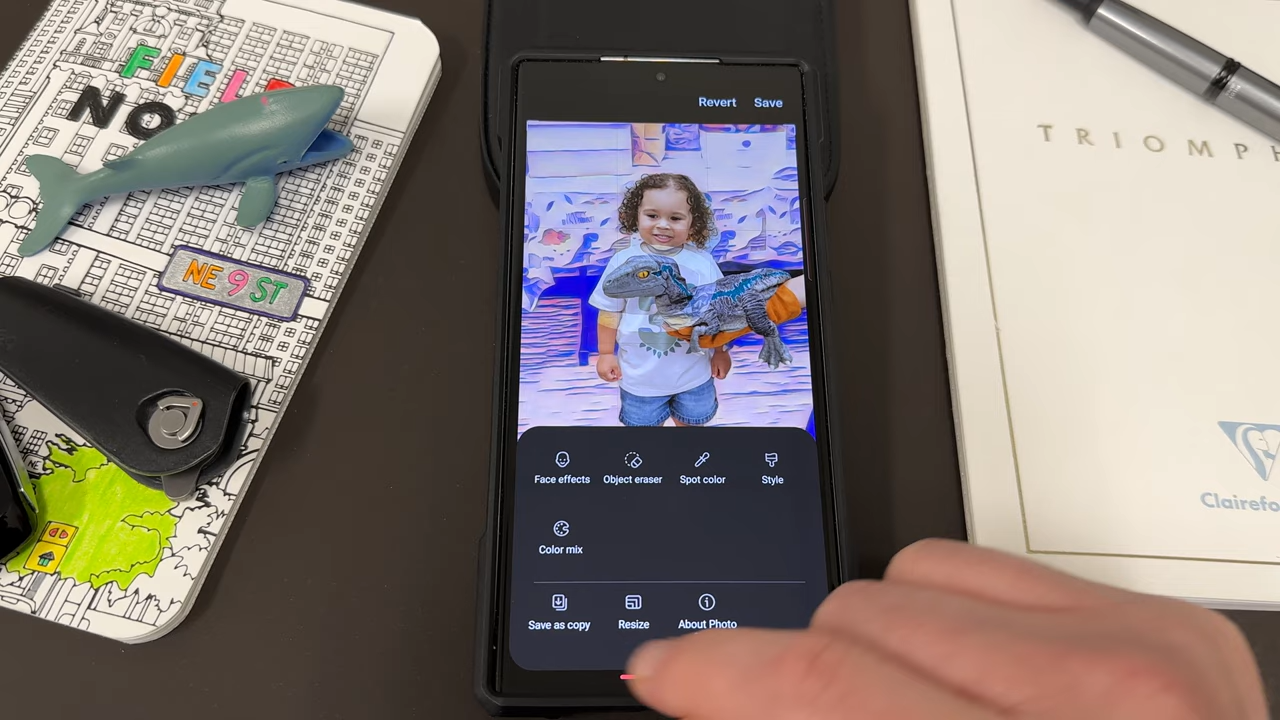 FIEL
NO
NE 9 ST
NE
Revert
Save
Face effects
Object eraser
Spot color
Style
Color mix
Save as copy
Resize
About Photo
TRIOMPH
Clairefo